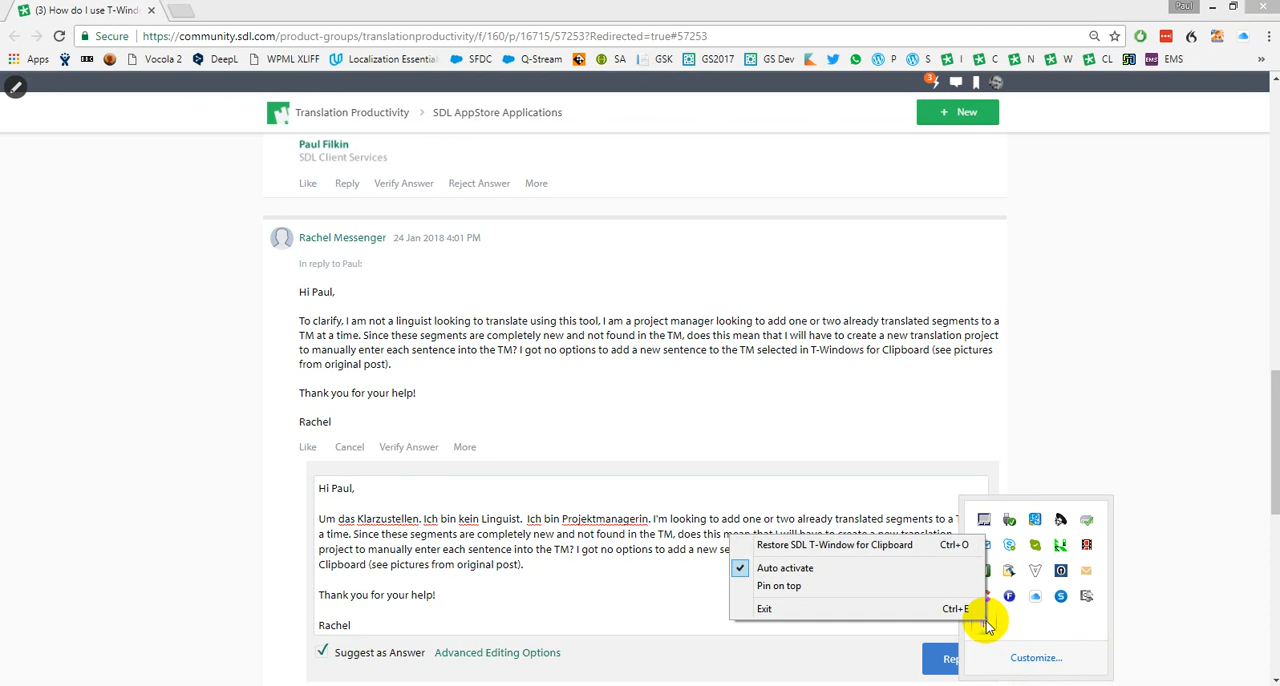 (3) How do I use T-Wind
Paul
Secure
https://community.sdl.com/product-groups/translationproductivity/f/160/p/16715/57253?Redirected=true#57253
Apps
DeepL
WPML XLIFF
Localization Essentia
SFDC
Q-Stream
SA
GSK
GS2017
GS Dev
P
S
I
C
N
W
CL
EMS
»
3
Translation Productivity > SDL AppStore Applications
+ New
Paul Filkin
SDL Client Services
Like Reply Verify Answer Reject Answer More
Rachel Messenger 24 Jan 2018 4:01 PM
In reply to Paul:
Hi Paul,
To clarify, I am not a linguist looking to translate using this tool, I am a project manager looking to add one or two already translated segments to a
TM at a time. Since these segments are completely new and not found in the TM, does this mean that I will have to create a new translation project
to manually enter each sentence into the TM? I got no options to add a new sentence to the TM selected in T-Windows for Clipboard (see pictures
from original post).
Thank you for your help!
Rachel
Like Cancel Verify Answer More
Hi Paul,
Um das Klarzustellen. Ich bin kein Linguist. Ich bin Projektmanagerin. I'm looking to add one or two already translated segments to a T
a time. Since these segments are completely new and not found in the TM, does this mean that I will have to create a new translation
project to manually enter each sentence into the TM? I got no options to add a new se
Clipboard (see pictures from original post).
Thank you for your help!
Rachel
Restore SDL T-Window for Clipboard Ctrl+O
Auto activate
Pin on top
Exit Ctrl+E
Suggest as Answer Advanced Editing Options
Rep
Customize...